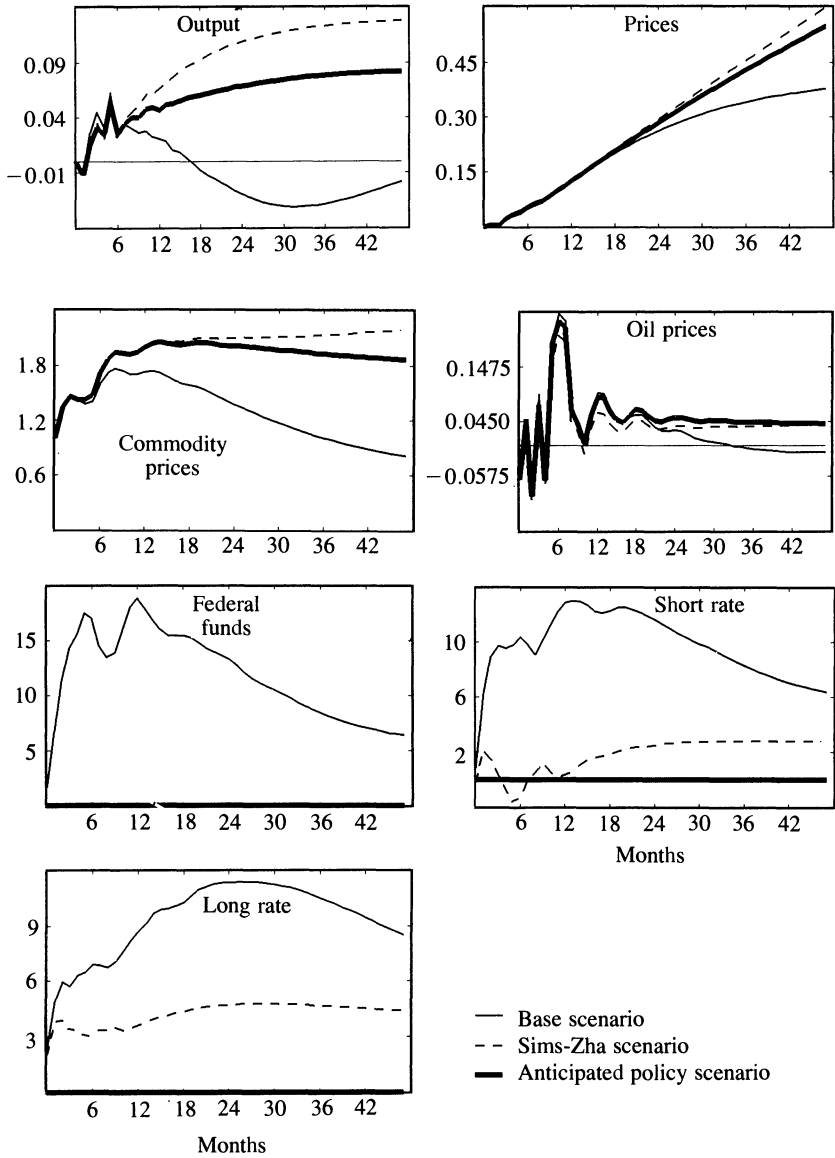 Output
0.09
0.04
−0.01
6 12 18 24 30 36 42
Prices
0.45
0.30
0.15
6 12 18 24 30 36 42
Commodity
prices
1.8
1.2
0.6
6 12 18 24 30 36 42
Oil prices
0.1475
0.0450
−0.0575
6 12 18 24 30 36 42
Federal
funds
15
10
5
6 12 18 24 30 36 42
Short rate
10
6
2
6 12 18 24 30 36 42
Months
Long rate
9
6
3
6 12 18 24 30 36 42
Months
Base scenario
Sims-Zha scenario
Anticipated policy scenario